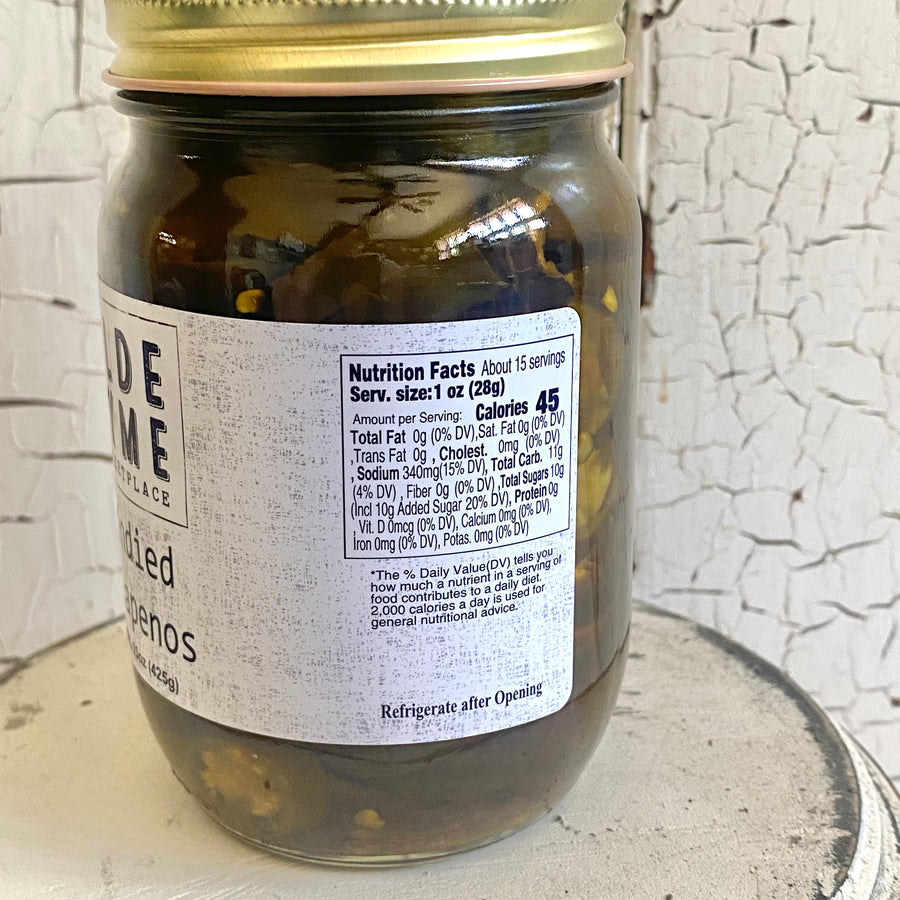 Nutrition Facts About 15 servings
Serv. size:1 oz (28g)
Amount per Serving: Calories 45
Total Fat 0g (0% DV),Sat. Fat 0g (0% DV)
,Trans Fat 0g , Cholest. 0mg (0% DV)
, Sodium 340mg(15% DV), Total Carb. 11g
(4% DV) , Fiber 0g (0% DV) ,Total Sugars 10g
(Incl 10g Added Sugar 20% DV), Protein 0g
, Vit. D 0mcg (0% DV), Calcium 0mg (0% DV),
Iron 0mg (0% DV), Potas. 0mg (0% DV)
*The % Daily Value(DV) tells you
how much a nutrient in a serving of
food contributes to a daily diet.
2,000 calories a day is used for
general nutritional advice.
Refrigerate after Opening
(425g)